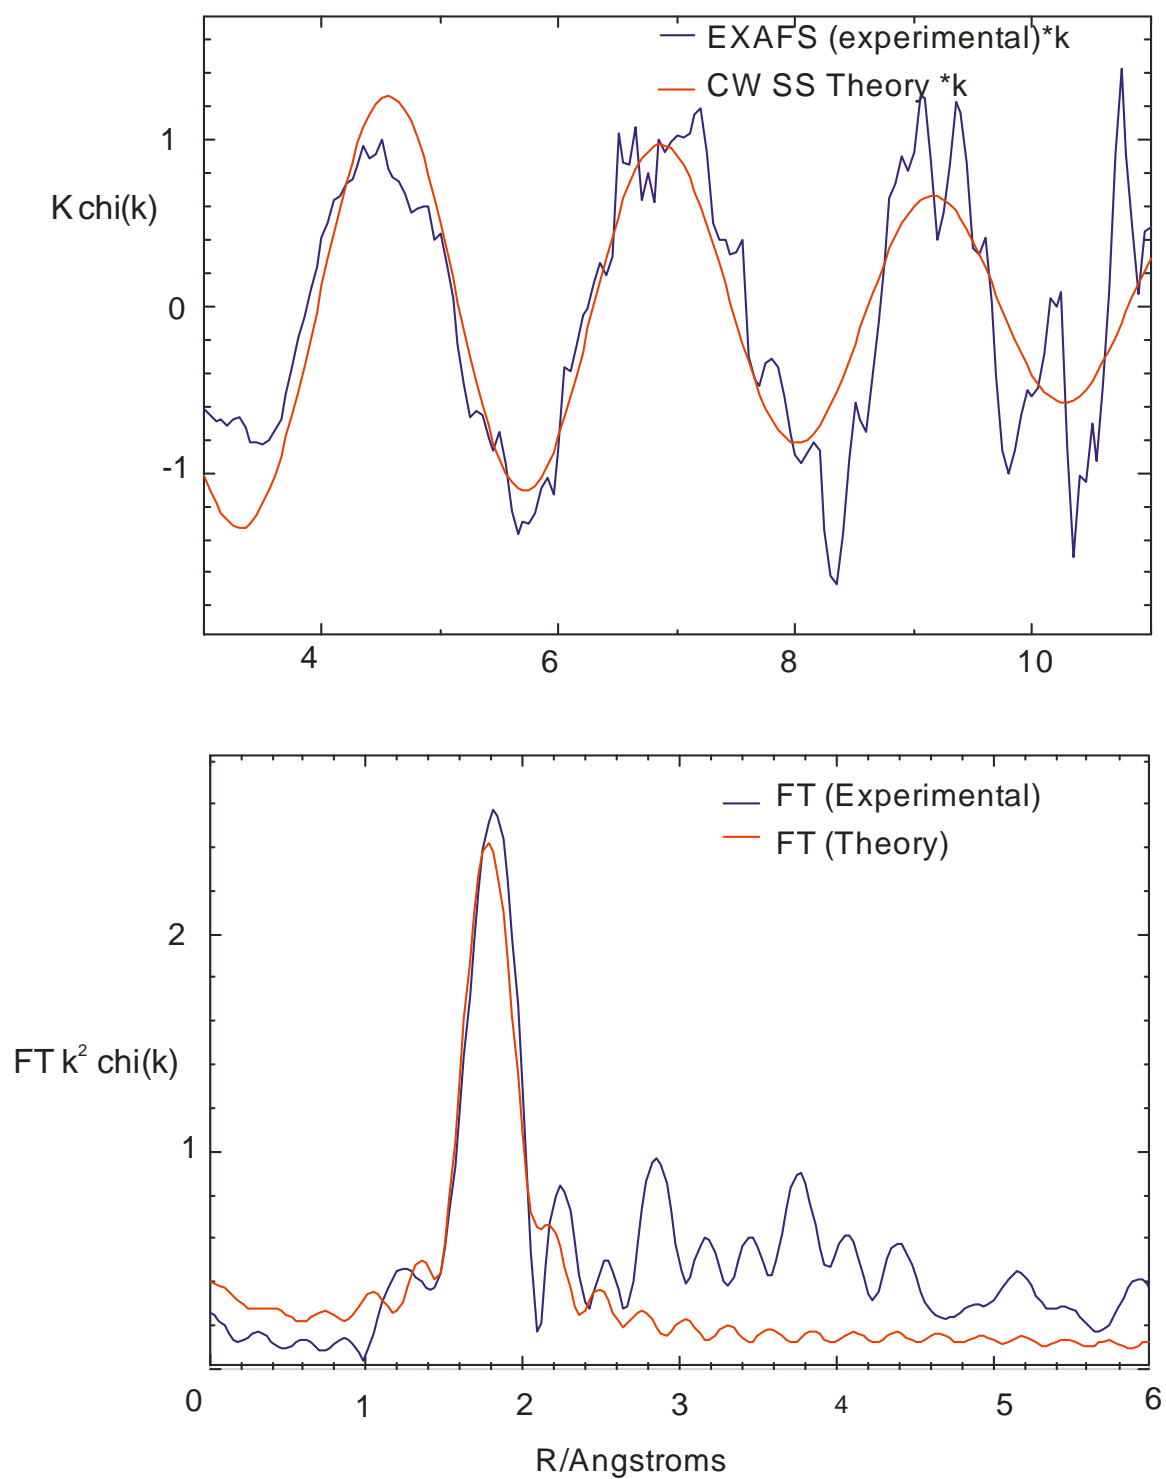 EXAFS (experimental)*k
CW SS Theory *k
1
K chi(k)
0
-1
4 6 8 10
FT (Experimental)
FT (Theory)
2
FT k² chi(k)
1
0 1 2 3 4 5 6
R/Angstroms